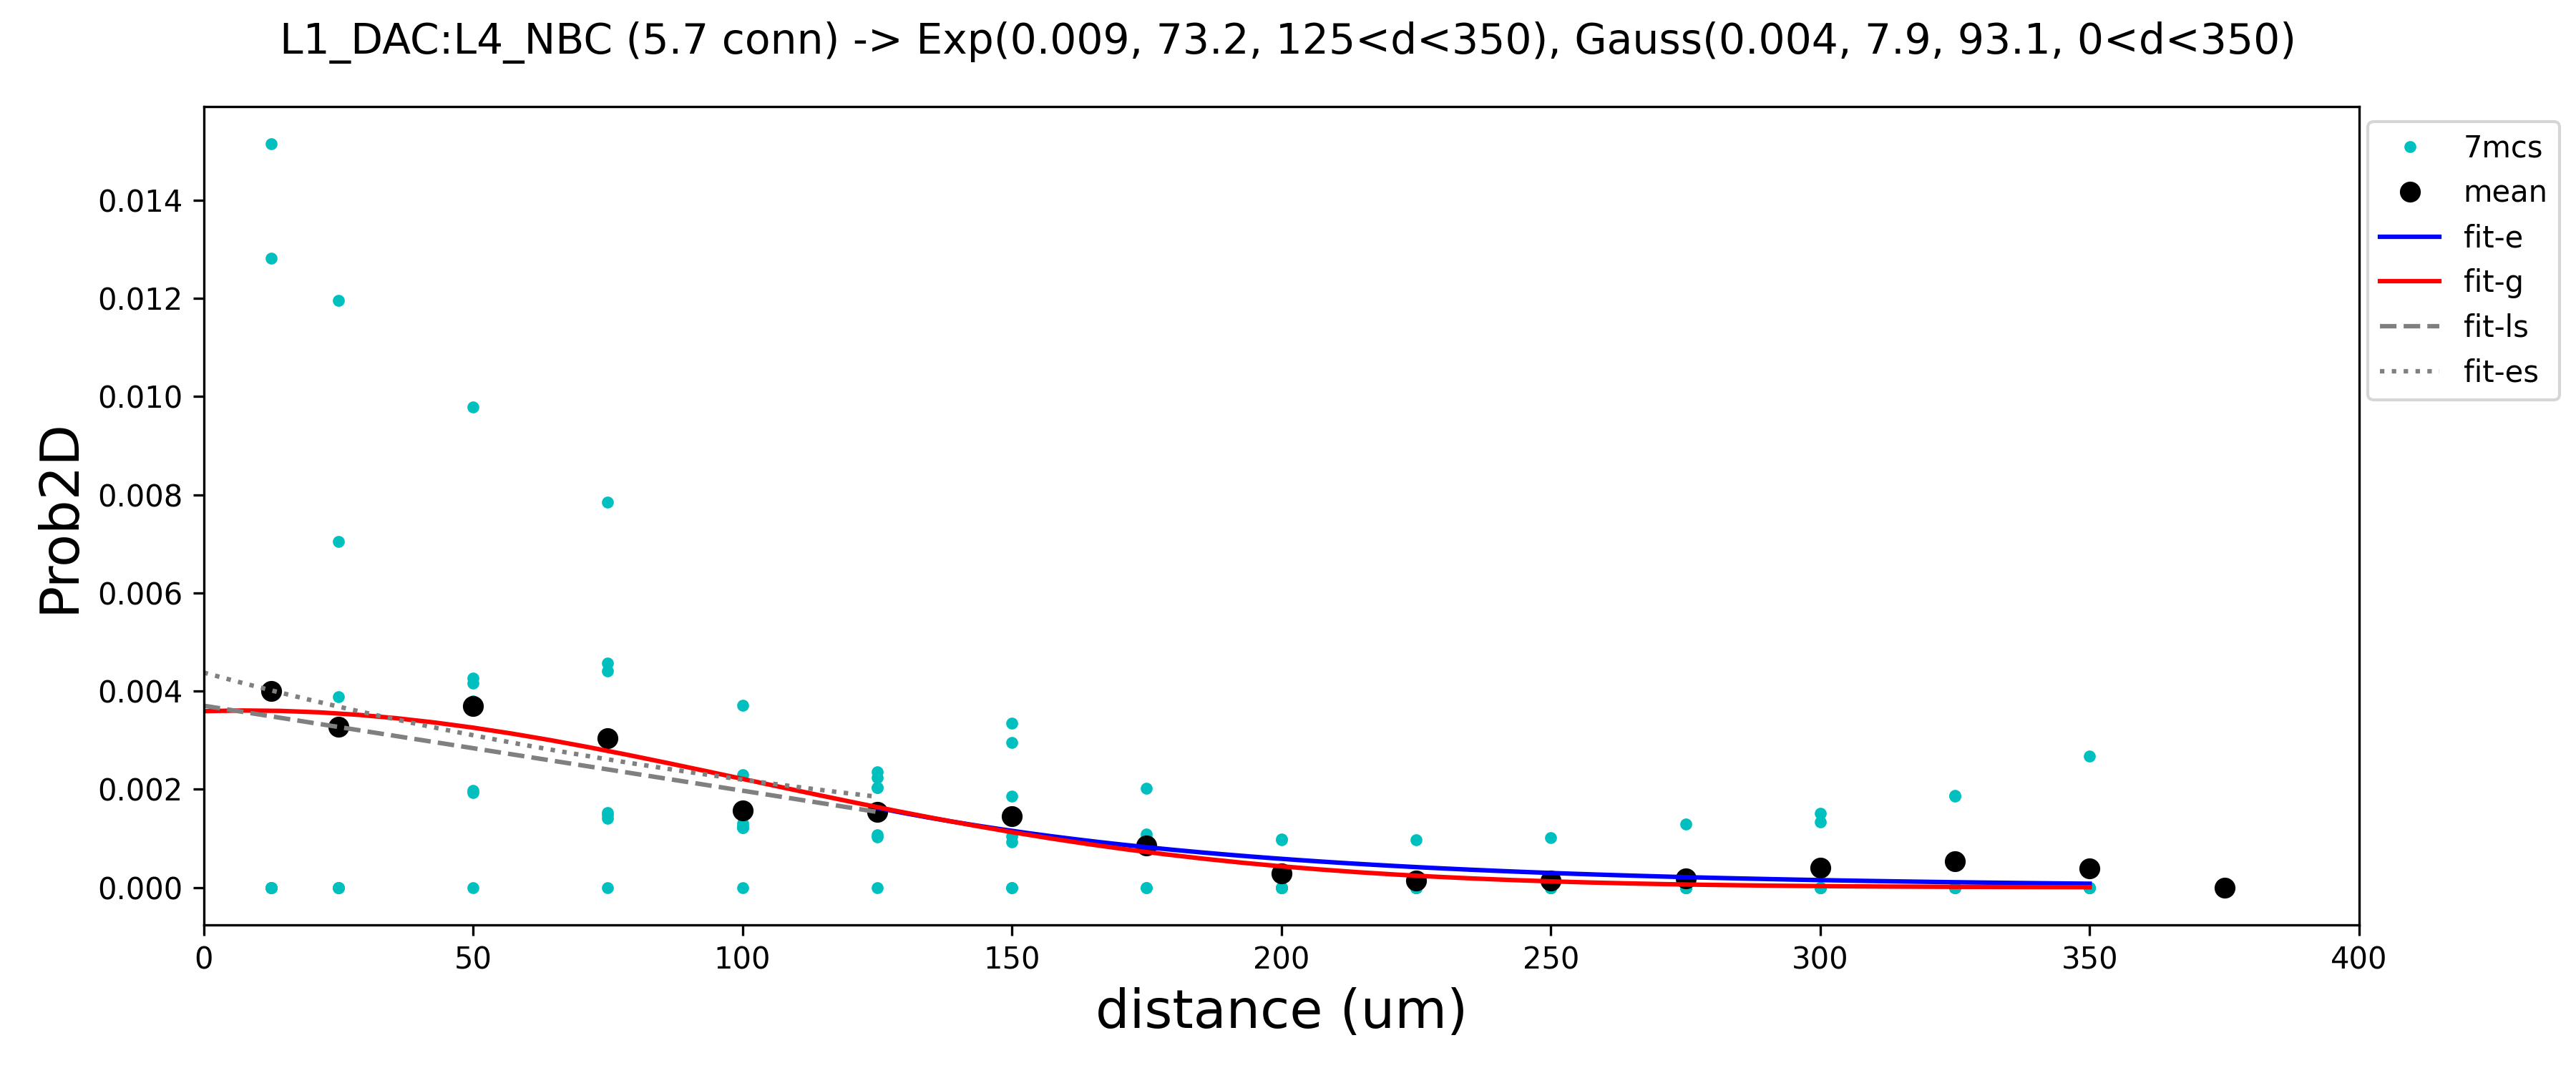 L1_DAC:L4_NBC (5.7 conn) -> Exp(0.009, 73.2, 125<d<350), Gauss(0.004, 7.9, 93.1, 0<d<350)
7mcs
mean
fit-e
fit-g
fit-ls
fit-es
Prob2D
0.014
0.012
0.010
0.008
0.006
0.004
0.002
0.000
0 50 100 150 200 250 300 350 400
distance (um)